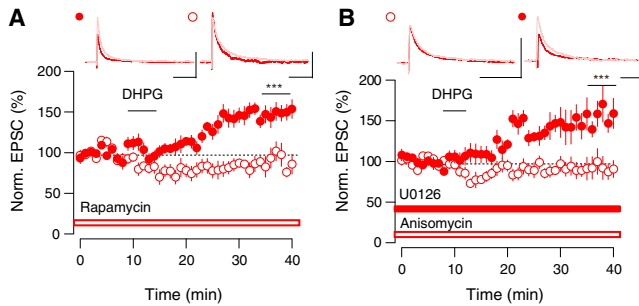 A
B
200
150
100
50
0
Norm. EPSC (%)
DHPG
***
Rapamycin
0
10
20
30
40
Time (min)
200
150
100
50
0
Norm. EPSC (%)
DHPG
***
U0126
Anisomycin
0
10
20
30
40
Time (min)